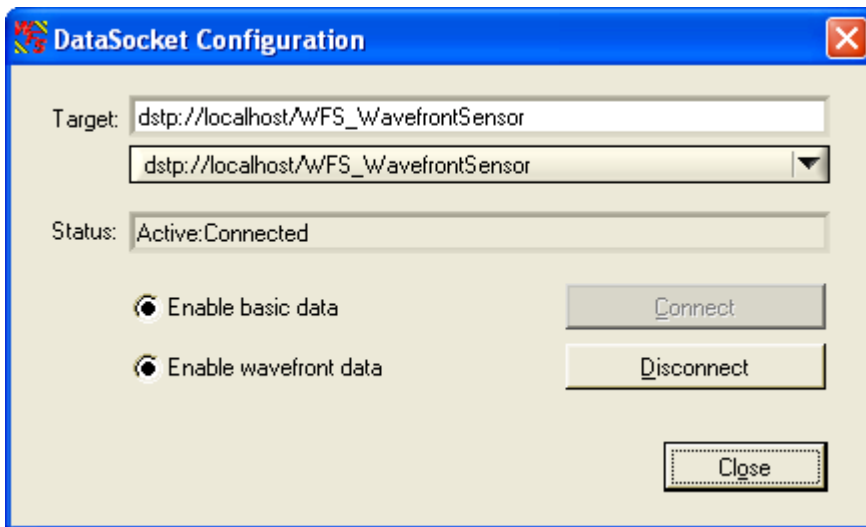 DataSocket Configuration
Target: dstp://localhost/WFS_WavefrontSensor
dstp://localhost/WFS_WavefrontSensor
Status: Active:Connected
Enable basic data Connect
Enable wavefront data Disconnect
Close